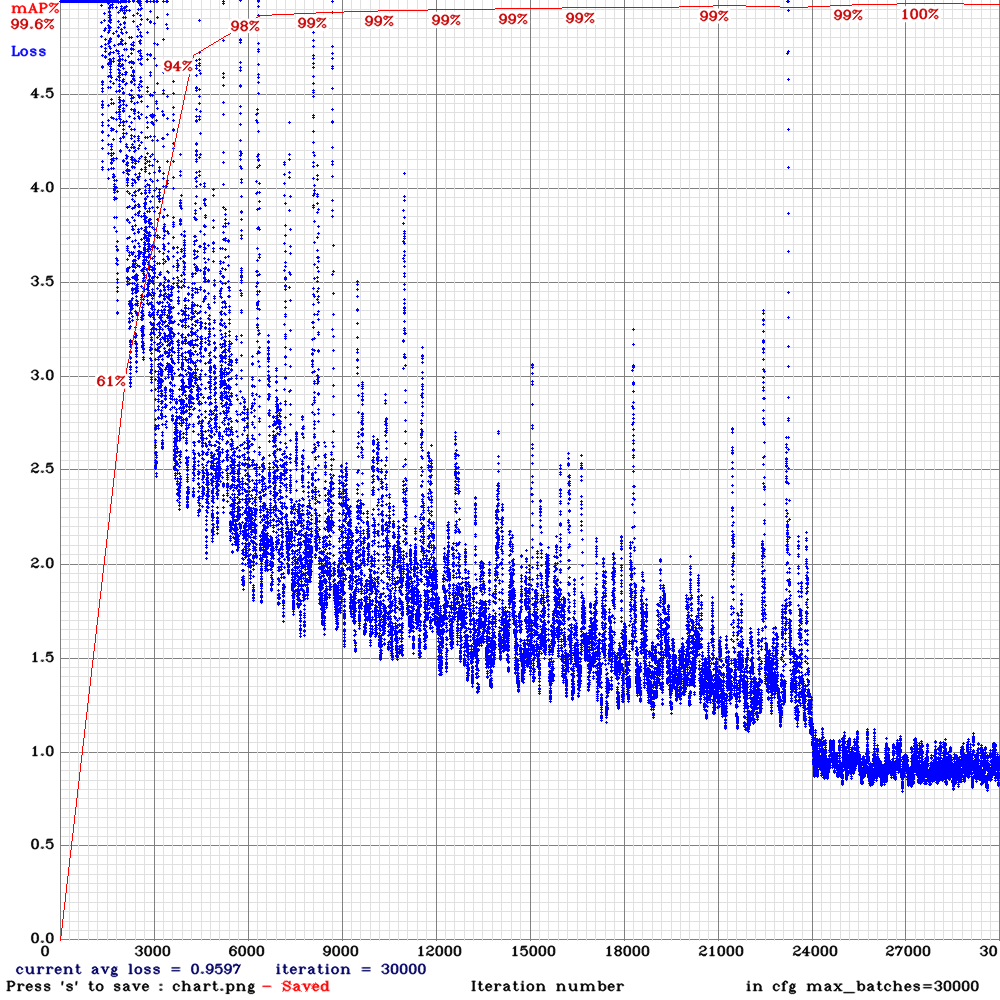 mAP%
99.6%
Loss
98% 99% 99% 99% 99% 99% 99% 99% 100%
94%
4.5
4.0
3.5
3.0
61%
2.5
2.0
1.5
1.0
0.5
0.0
0 3000 6000 9000 12000 15000 18000 21000 24000 27000 30
current avg loss = 0.9597 iteration = 30000
Press 's' to save : chart.png - Saved Iteration number in cfg max_batches=30000